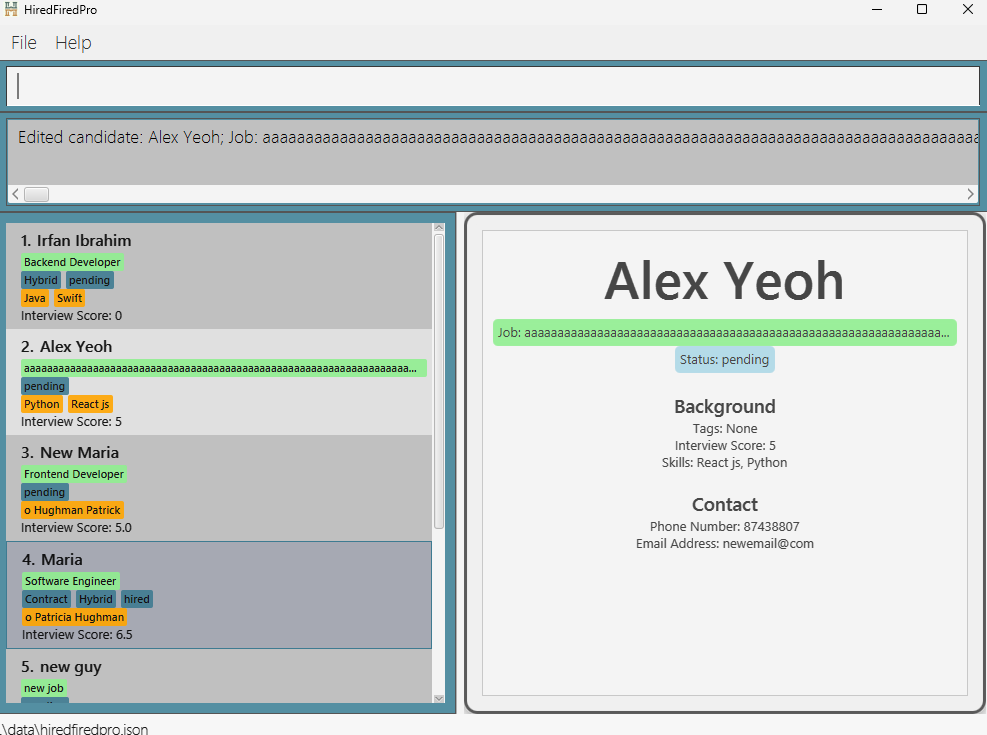 HiredFiredPro
File Help
Edited candidate: Alex Yeoh; Job: aaaaaaaaaaaaaaaaaaaaaaaaaaaaaaaaaaaaaaaaaaaaaaaaaaaaaaaaaaaaaaaaaaaaaaaaaaaaaaaaaaa
1. Irfan Ibrahim
Backend Developer
Hybrid pending
Java Swift
Interview Score: 0
2. Alex Yeoh
aaaaaaaaaaaaaaaaaaaaaaaaaaaaaaaaaaaaaaaaaaaaaaaaaaaaaaaaaaaaaaaaaaa...
pending
Python React js
Interview Score: 5
3. New Maria
Frontend Developer
pending
o Hughman Patrick
Interview Score: 5.0
4. Maria
Software Engineer
Contract Hybrid hired
o Patricia Hughman
Interview Score: 6.5
5. new guy
new job
Alex Yeoh
Job: aaaaaaaaaaaaaaaaaaaaaaaaaaaaaaaaaaaaaaaaaaaaaaaaaaaaaaaaaaaaaa...
Status: pending
Background
Tags: None
Interview Score: 5
Skills: React js, Python
Contact
Phone Number: 87438807
Email Address: newemail@com
.\data\hiredfiredpro.json